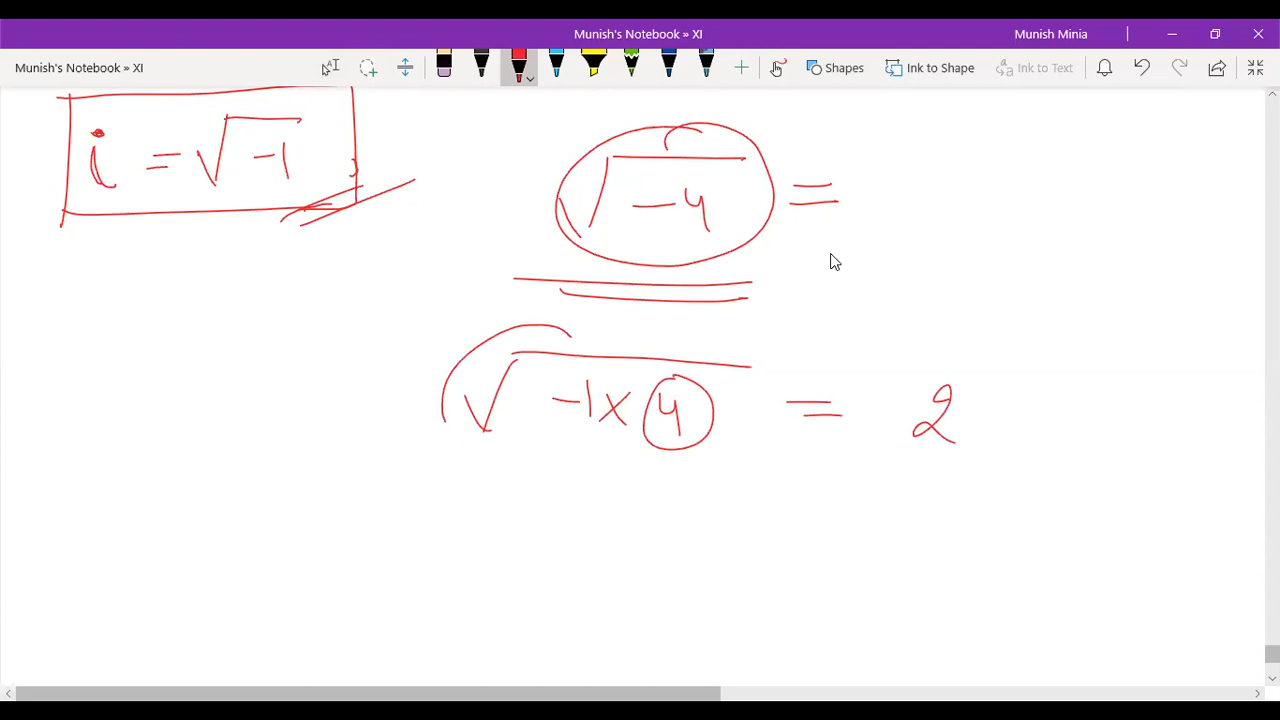 Munish's Notebook » XI
Munish Minia
Munish's Notebook » XI
Shapes
Ink to Shape
Ink to Text
i = √-1
√-4 =
√-1×4 = 2